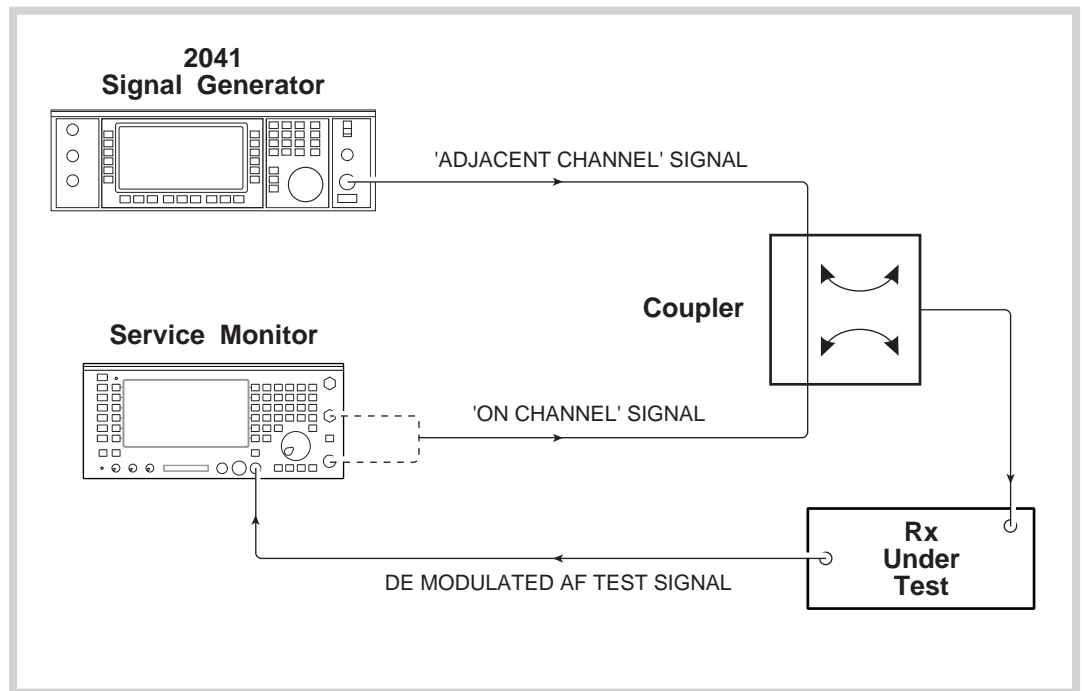 2041
Signal Generator
'ADJACENT CHANNEL' SIGNAL
Coupler
Service Monitor
'ON CHANNEL' SIGNAL
Rx
Under
Test
DE MODULATED AF TEST SIGNAL